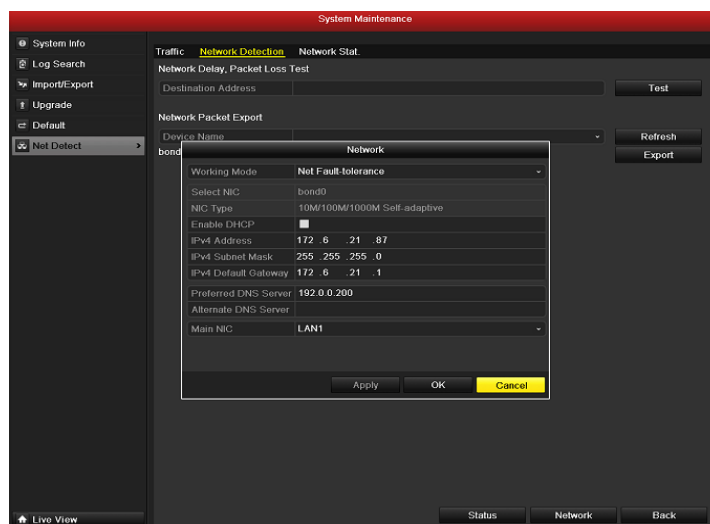 System Maintenance
System Info
Log Search
Import/Export
Upgrade
Default
Net Detect
Traffic Network Detection Network Stat.
Network Delay, Packet Loss Test
Destination Address Test
Network Packet Export
Device Name Refresh
bond Export
Network
Working Mode Net Fault-tolerance
Select NIC bond0
NIC Type 10M/100M/1000M Self-adaptive
Enable DHCP
IPv4 Address 172 .6 .21 .87
IPv4 Subnet Mask 255 .255 .255 .0
IPv4 Default Gateway 172 .6 .21 .1
Preferred DNS Server 192.0.0.200
Alternate DNS Server
Main NIC LAN1
Apply OK Cancel
Live View Status Network Back